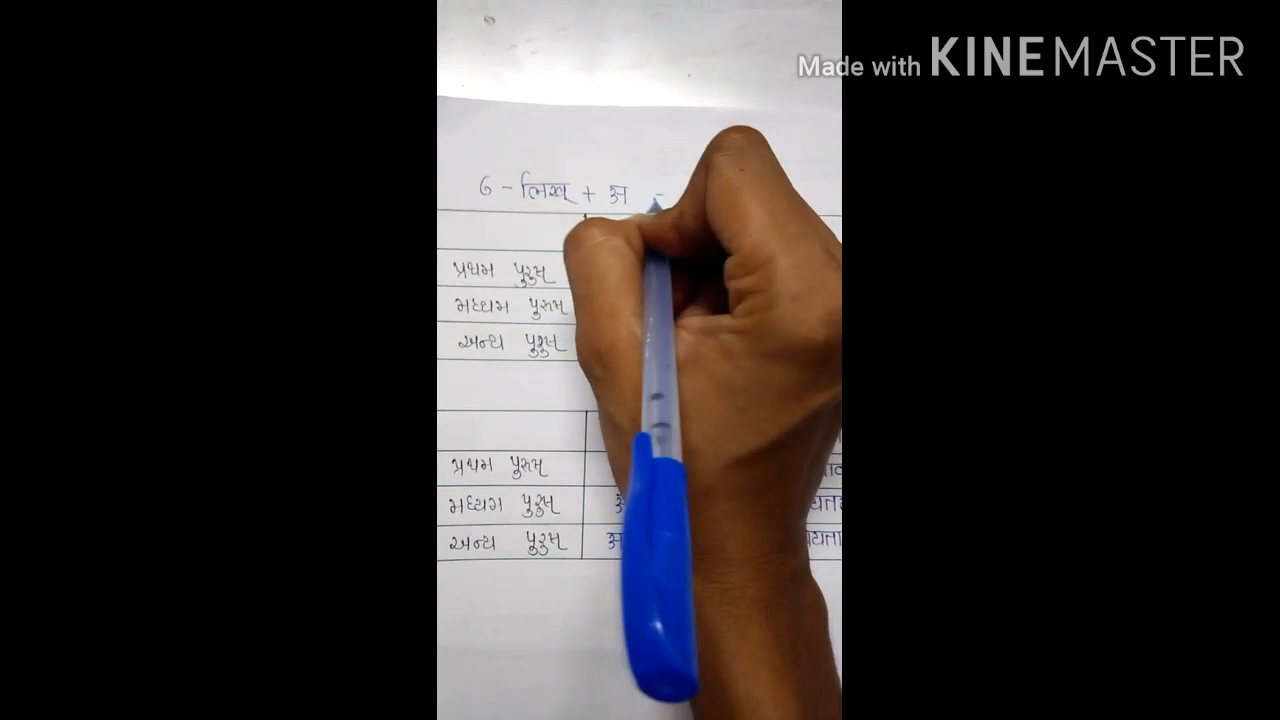 Made with KINEMASTER
6 - लिख् + अ -
પ્રથમ પુરુષ
મધ્યમ પુરુષ
અન્ય પુરુષ
પ્રથમ પુરુષ
મધ્યમ પુરુષ
અન્ય પુરુષ